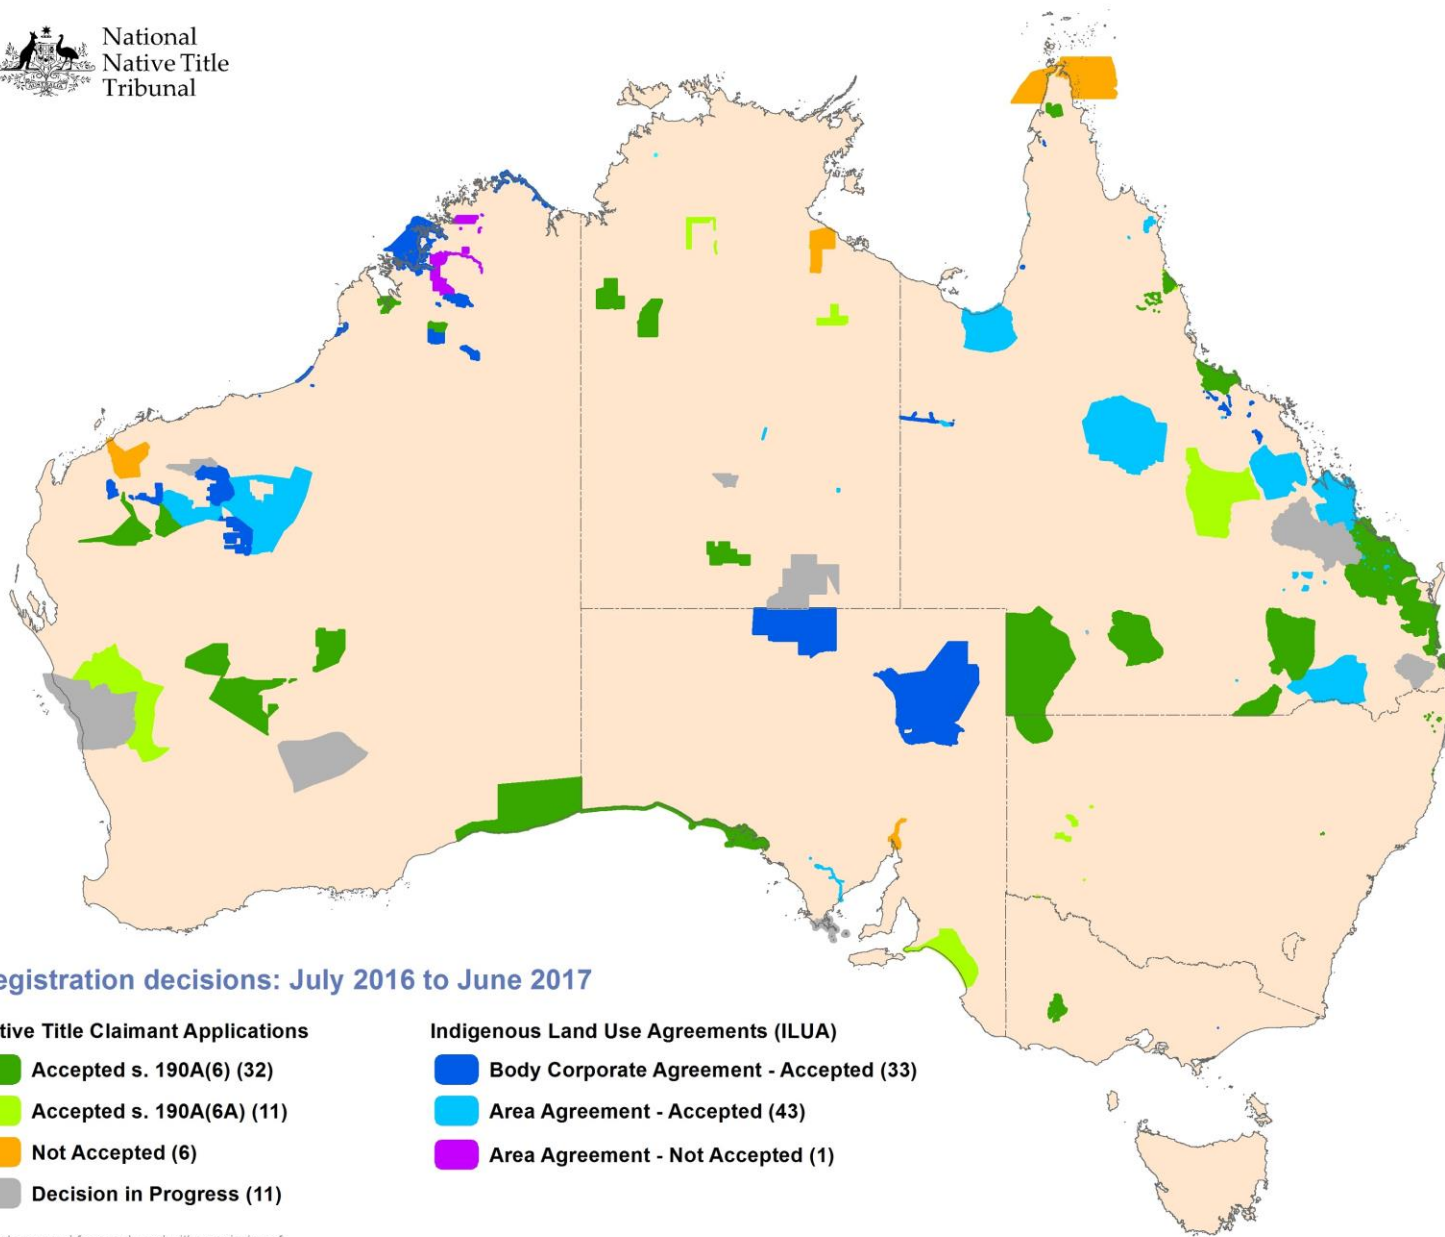 National
Native Title
Tribunal
egistration decisions: July 2016 to June 2017
tive Title Claimant Applications
Accepted s. 190A(6) (32)
Accepted s. 190A(6A) (11)
Not Accepted (6)
Decision in Progress (11)
Indigenous Land Use Agreements (ILUA)
Body Corporate Agreement - Accepted (33)
Area Agreement - Accepted (43)
Area Agreement - Not Accepted (1)